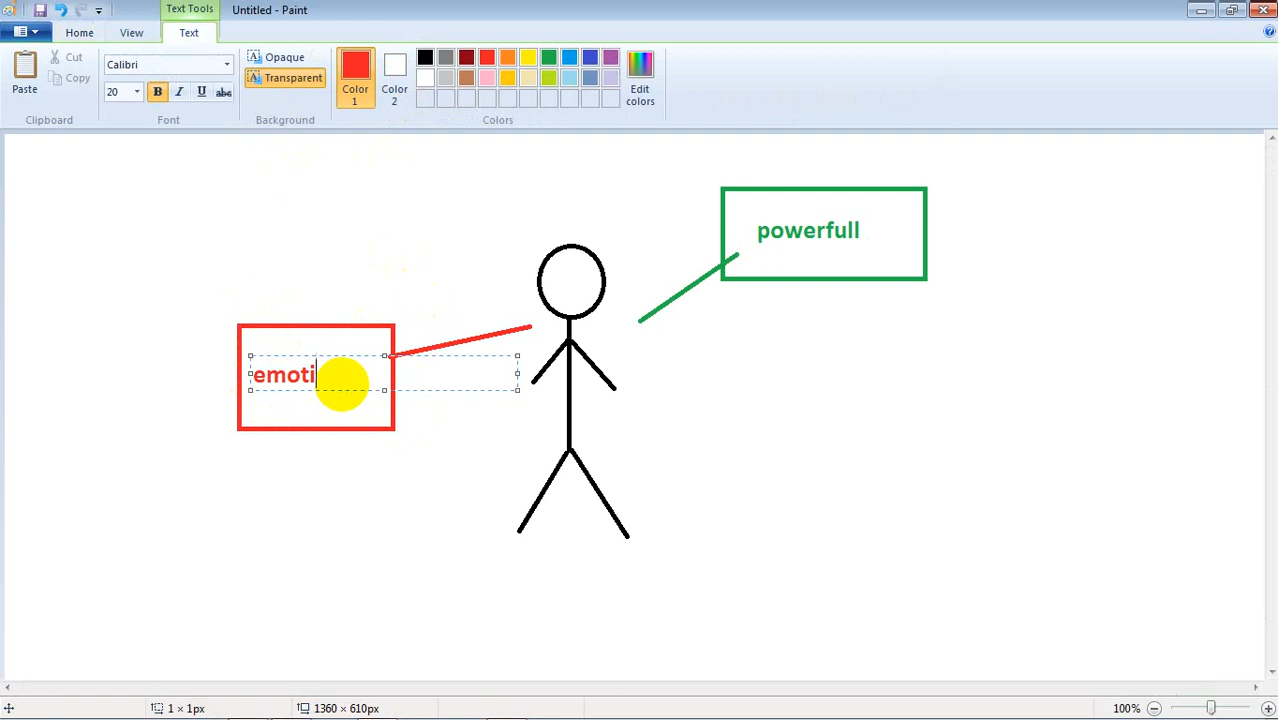 Text Tools
Untitled - Paint
Home
View
Text
Paste
Cut
Copy
Clipboard
Calibri
20
B
I
U
abc
Font
Opaque
Transparent
Background
Color 1
Color 2
Edit colors
Colors
powerfull
emoti
1 × 1px
1360 × 610px
100%